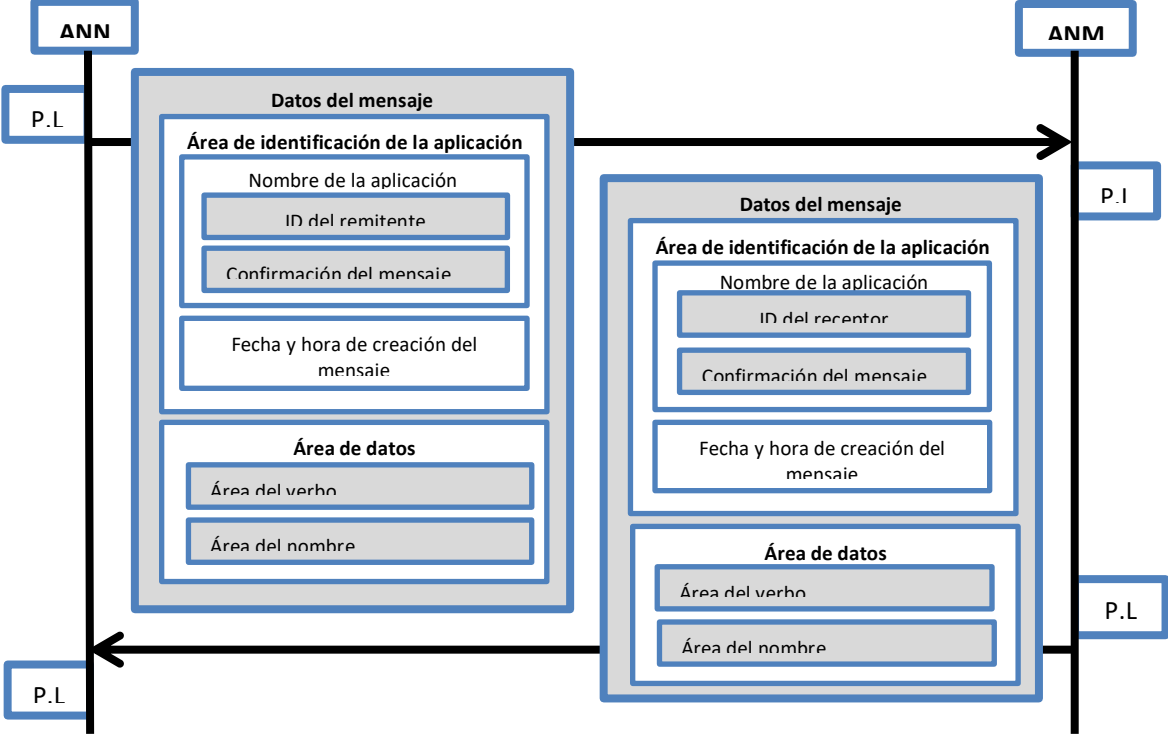 ANN
ANM
P.L
Datos del mensaje
Área de identificación de la aplicación
Nombre de la aplicación
ID del remitente
Confirmación del mensaje
Fecha y hora de creación del
mensaje
Área de datos
Área del verbo
Área del nombre
P.I
Datos del mensaje
Área de identificación de la aplicación
Nombre de la aplicación
ID del receptor
Confirmación del mensaje
Fecha y hora de creación del
mensaje
Área de datos
Área del verbo
Área del nombre
P.L
P.L